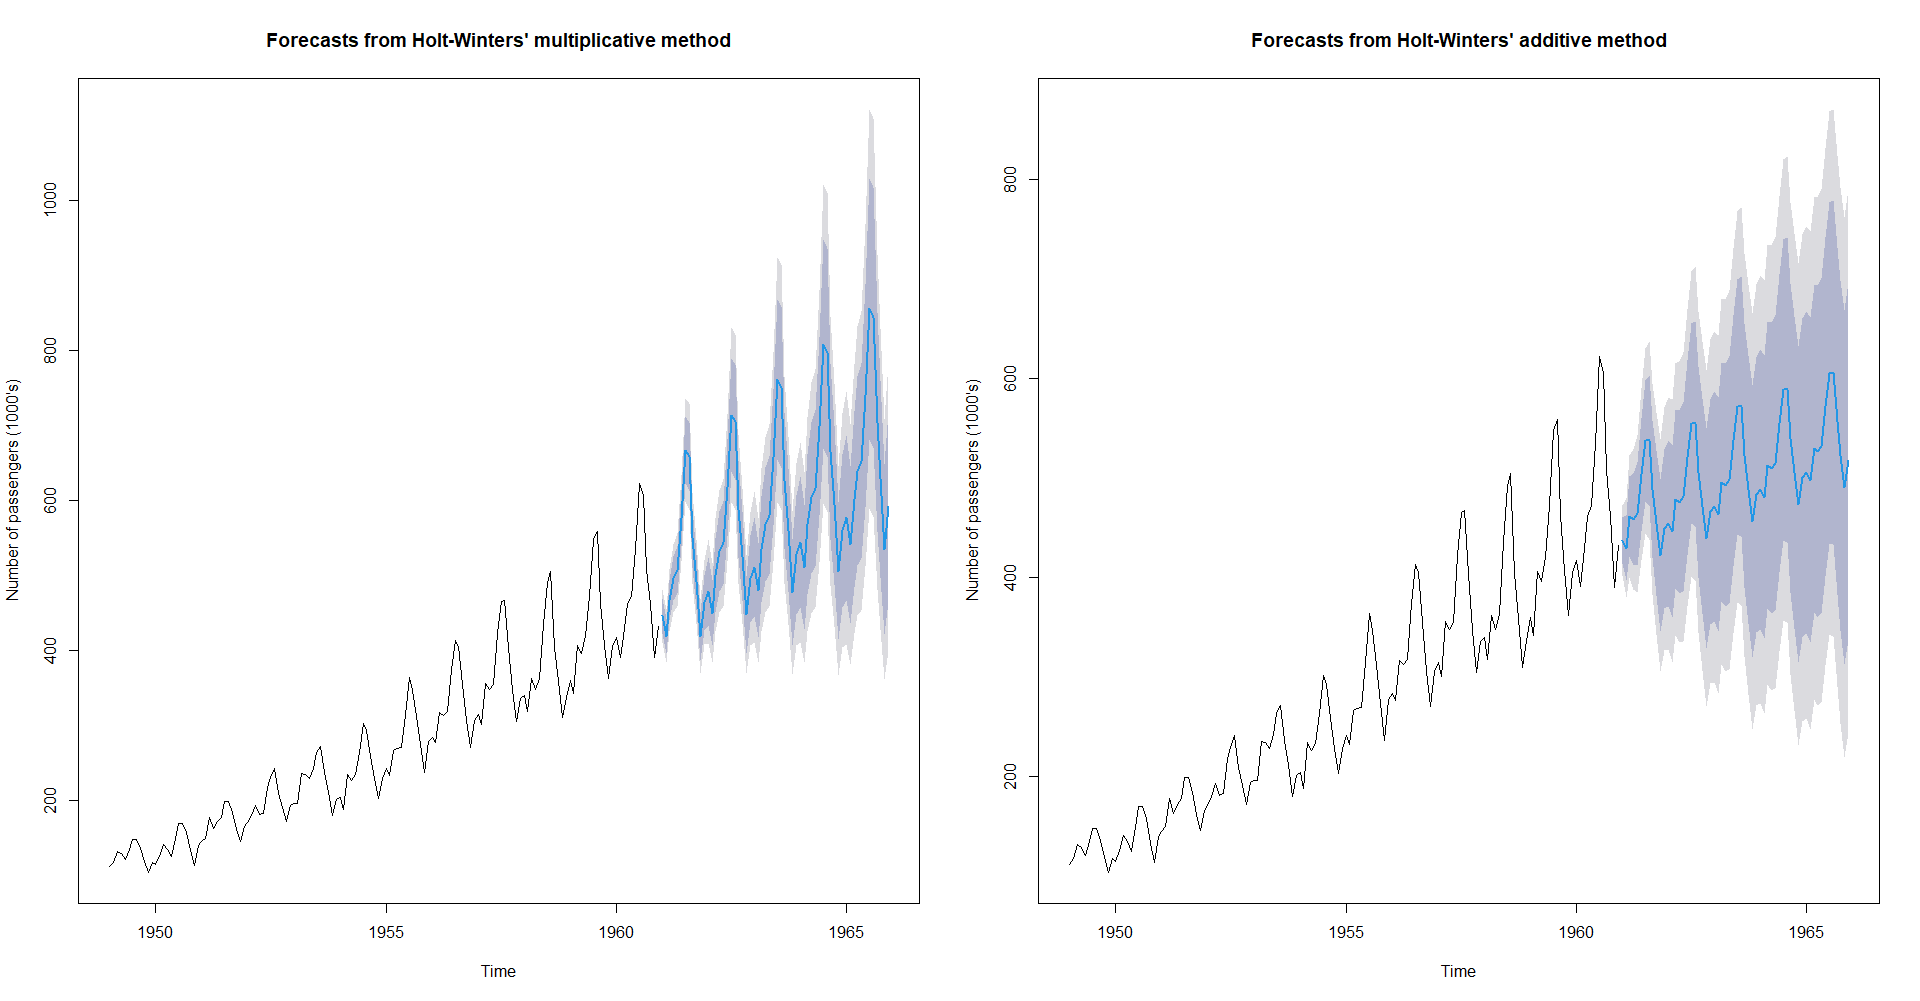 Forecasts from Holt-Winters' multiplicative method
Number of passengers (1000's)
1000
800
600
400
200
1950 1955 1960 1965
Time
Forecasts from Holt-Winters' additive method
Number of passengers (1000's)
800
600
400
200
1950 1955 1960 1965
Time